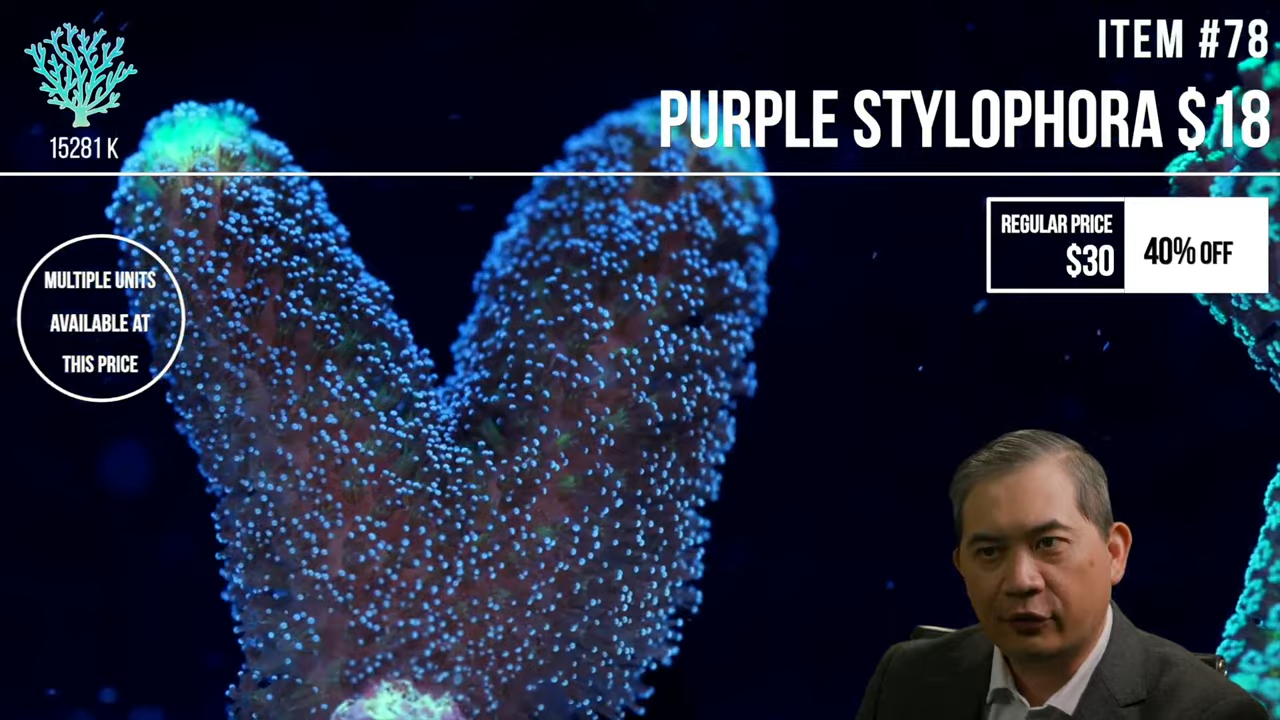 ITEM #78
PURPLE STYLOPHORA $18
15281 K
REGULAR PRICE
$30
40% OFF
MULTIPLE UNITS
AVAILABLE AT
THIS PRICE